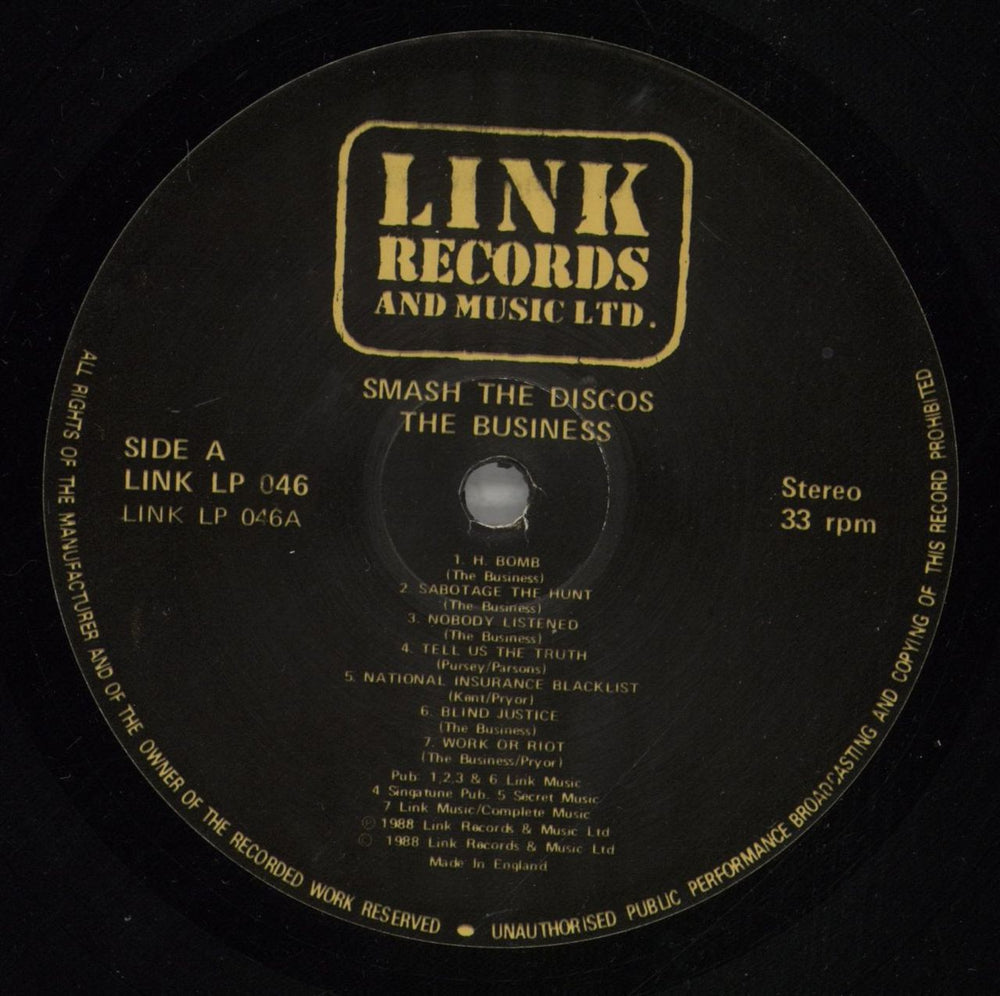 LINK
RECORDS
AND MUSIC LTD.
SMASH THE DISCOS
THE BUSINESS
SIDE A
LINK LP 046
LINK LP 046A
Stereo
33 rpm
1. H. BOMB
(The Business)
2. SABOTAGE THE HUNT
(The Business)
3. NOBODY LISTENED
(The Business)
4. TELL US THE TRUTH
(Pursey/Parsons)
5. NATIONAL INSURANCE BLACKLIST
(Kent/Pryor)
6. BLIND JUSTICE
(The Business)
7. WORK OR RIOT
(The Business/Pryor)
Pub: 1,2,3 & 6 Link Music
4 Singatune Pub. 5 Secret Music
7 Link Music/Complete Music
℗ 1988 Link Records & Music Ltd
© 1988 Link Records & Music Ltd
Made In England
ALL RIGHTS OF THE MANUFACTURER AND OF THE OWNER OF THE RECORDED WORK RESERVED • UNAUTHORISED PUBLIC PERFORMANCE BROADCASTING AND COPYING OF THIS RECORD PROHIBITED